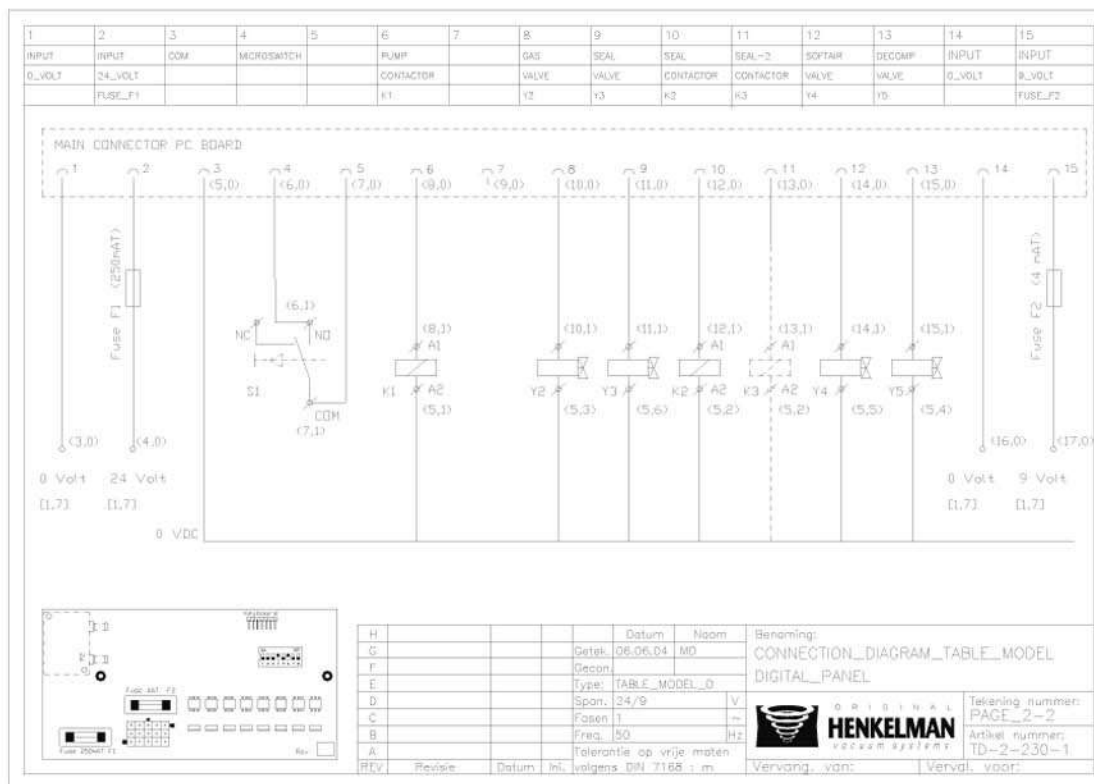 1 2 3 4 5 6 7 8 9 10 11 12 13 14 15
INPUT INPUT COM MICROSWITCH PUMP GAS SEAL SEAL SEAL-2 SOFTAIR DECOMP INPUT INPUT
0_VOLT 24_VOLT CONTACTOR VALVE VALVE CONTACTOR CONTACTOR VALVE VALVE 0_VOLT 9_VOLT
FUSE_F1 K1 Y2 Y3 K2 K3 Y4 Y5 FUSE_F2
MAIN CONNECTOR PC BOARD
1 2 3 4 5 6 7 8 9 10 11 12 13 14 15
(5,0) (6,0) (7,0) (8,0) (9,0) (10,0) (11,0) (12,0) (13,0) (14,0) (15,0)
Fuse F1 (250mAT)
Fuse F2 (4 mAT)
(6,1)
NC NO
S1
COM
(7,1)
(8,1) (10,1) (11,1) (12,1) (13,1) (14,1) (15,1)
A1 A1 A1
K1 A2 Y2 Y3 K2 A2 K3 A2 Y4 Y5
(5,1) (5,3) (5,6) (5,2) (5,2) (5,5) (5,4)
(3,0) (4,0) (16,0) (17,0)
0 Volt 24 Volt 0 Volt 9 Volt
[1,7] [1,7] [1,7] [1,7]
0 VDC
Fuse 4AT F2
Fuse 250mAT F1
Rev
H Datum Naam
G Getek. 06.06.04 MD
F Gecon.
E Type: TABLE_MODEL_D
D Span. 24/9 V
C Fasen 1 ~
B Freq. 50 Hz
A Tolerantie op vrije maten
REV Revisie Datum Ini. volgens DIN 7168 : m
Benaming:
CONNECTION_DIAGRAM_TABLE_MODEL
DIGITAL_PANEL
ORIGINAL
HENKELMAN
vacuum systems
Tekening nummer:
PAGE_2-2
Artikel nummer:
TD-2-230-1
Vervang. van: Verval. voor: